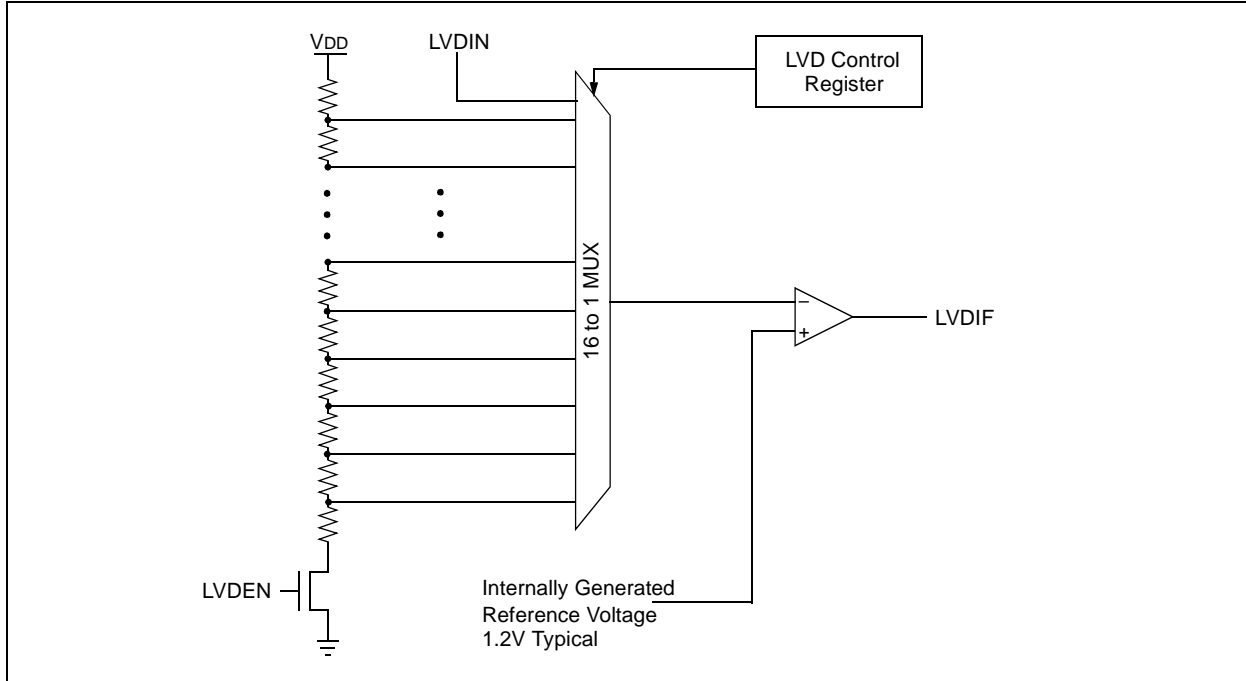 VDD
LVDIN
LVD Control
Register
16 to 1 MUX
–
+
LVDIF
LVDEN
Internally Generated
Reference Voltage
1.2V Typical